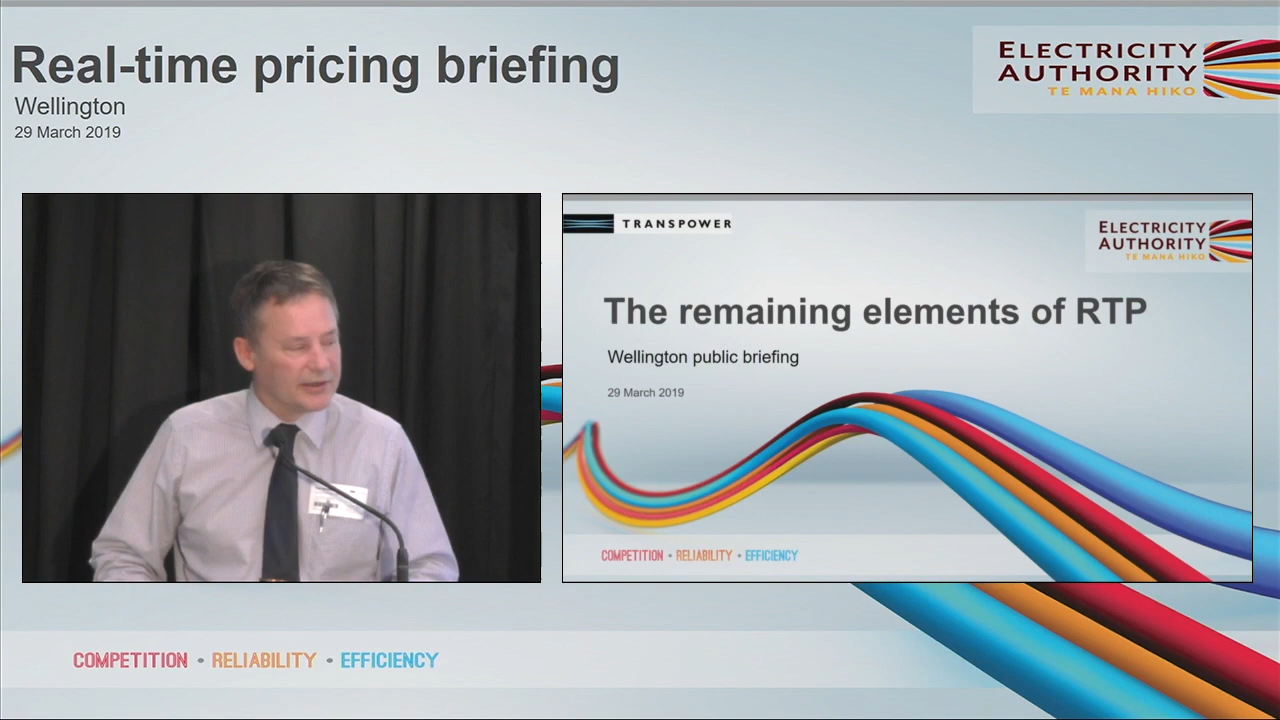 Real-time pricing briefing
Wellington
29 March 2019
ELECTRICITY
AUTHORITY
TE MANA HIKO
TRANSPOWER
ELECTRICITY
AUTHORITY
TE MANA HIKO
The remaining elements of RTP
Wellington public briefing
29 March 2019
COMPETITION • RELIABILITY • EFFICIENCY
COMPETITION • RELIABILITY • EFFICIENCY